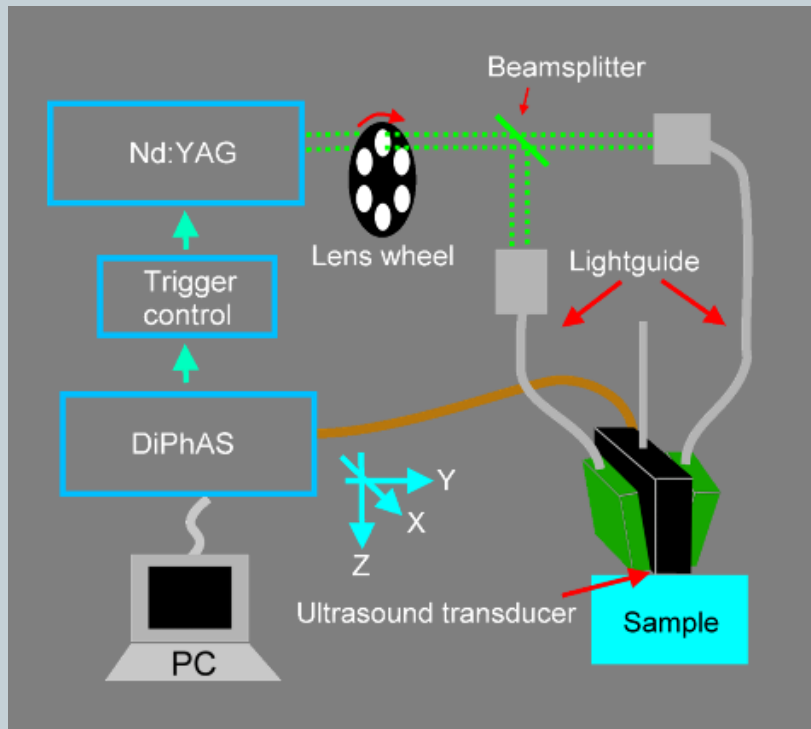 Beamsplitter
Nd:YAG
Lens wheel
Lightguide
Trigger
control
DiPhAS
Y
X
Z
Ultrasound transducer
Sample
PC